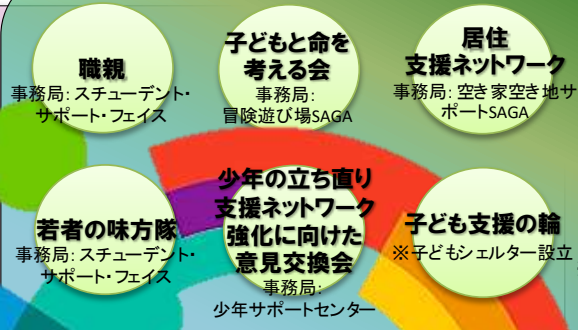 職親
事務局:スチューデント・
サポート・フェイス
子どもと命を
考える会
事務局:
冒険遊び場SAGA
居住
支援ネットワーク
事務局:空き家空き地サ
ポートSAGA
若者の味方隊
事務局:スチューデント・
サポート・フェイス
少年の立ち直り
支援ネットワーク
強化に向けた
意見交換会
事務局:
少年サポートセンター
子ども支援の輪
※子どもシェルター設立